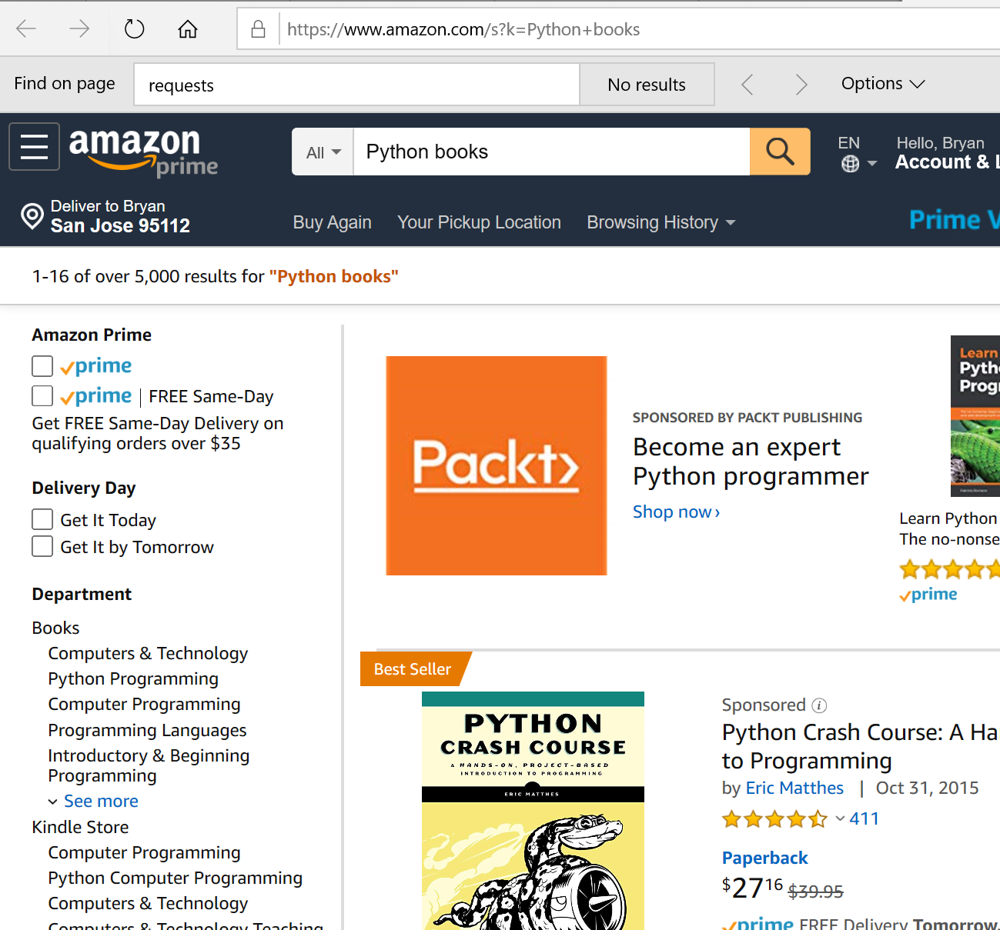 https://www.amazon.com/s?k=Python+books
Find on page
requests
No results
Options
amazon prime
All
Python books
EN
Hello, Bryan
Account & L
Deliver to Bryan
San Jose 95112
Buy Again
Your Pickup Location
Browsing History
Prime V
1-16 of over 5,000 results for "Python books"
Amazon Prime
prime
prime | FREE Same-Day
Get FREE Same-Day Delivery on
qualifying orders over $35
Delivery Day
Get It Today
Get It by Tomorrow
Department
Books
Computers & Technology
Python Programming
Computer Programming
Programming Languages
Introductory & Beginning
Programming
See more
Kindle Store
Computer Programming
Python Computer Programming
Computers & Technology
Computers & Technology Teaching
Packt>
SPONSORED BY PACKT PUBLISHING
Become an expert
Python programmer
Shop now ›
Learn
Pyth
Prog
Learn Python
The no-nonse
prime
Best Seller
PYTHON
CRASH COURSE
A HANDS-ON, PROJECT-BASED
INTRODUCTION TO PROGRAMMING
ERIC MATTHES
Sponsored
Python Crash Course: A Ha
to Programming
by Eric Matthes | Oct 31, 2015
411
Paperback
$27 16 $39.95
prime FREE Delivery Tomorrow,